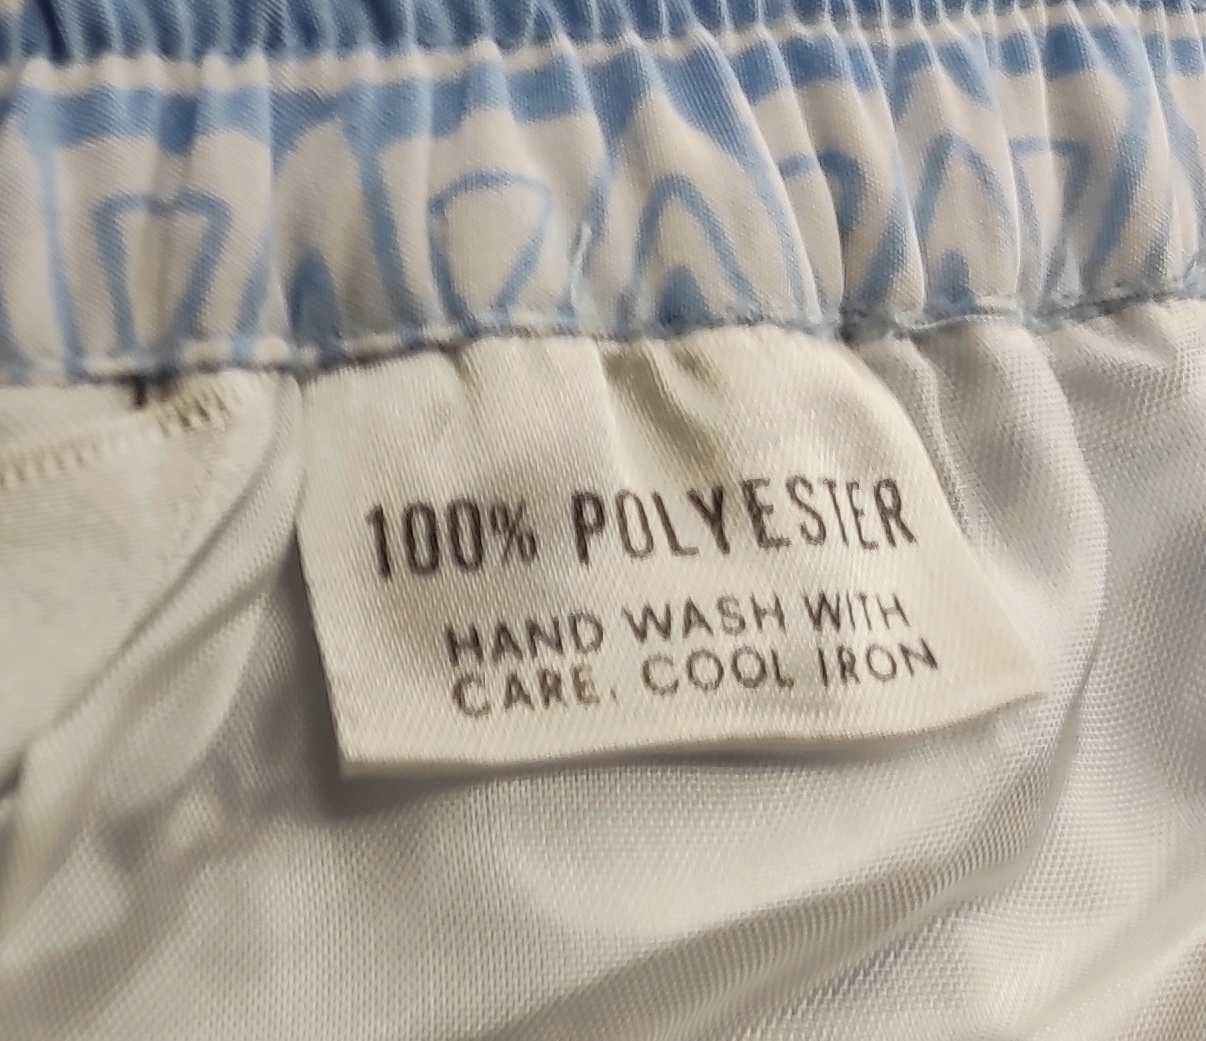 100% POLYESTER
HAND WASH WITH
CARE. COOL IRON